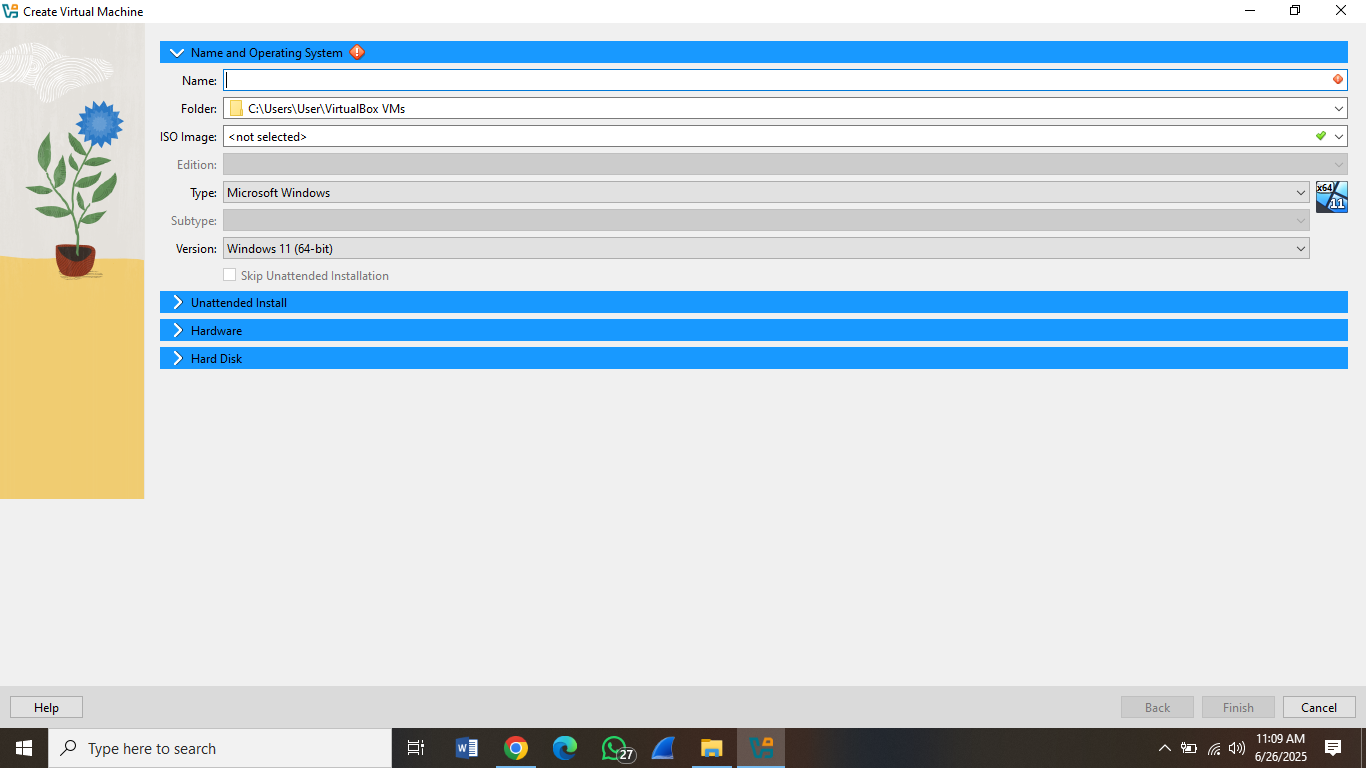 Create Virtual Machine
Name and Operating System
Name:
Folder: C:\Users\User\VirtualBox VMs
ISO Image: <not selected>
Edition:
Type: Microsoft Windows
x64
11
Subtype:
Version: Windows 11 (64-bit)
Skip Unattended Installation
Unattended Install
Hardware
Hard Disk
Help Back Finish Cancel
Type here to search
27
11:09 AM
6/26/2025